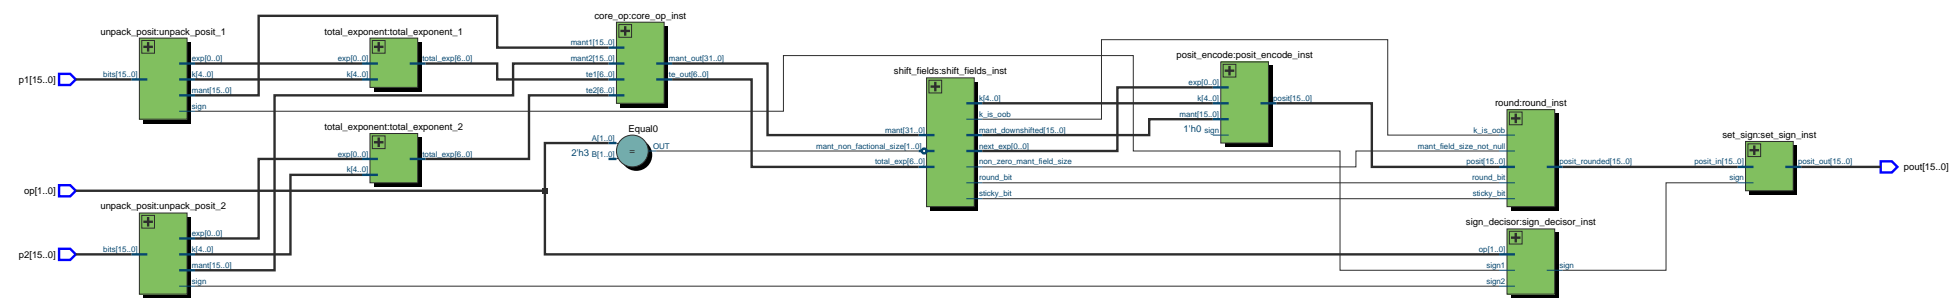 p1[15..0]
op[1..0]
p2[15..0]
unpack_posit:unpack_posit_1
bits[15..0]
exp[0..0]
k[4..0]
mant[15..0]
sign
unpack_posit:unpack_posit_2
bits[15..0]
exp[0..0]
k[4..0]
mant[15..0]
sign
total_exponent:total_exponent_1
exp[0..0]
k[4..0]
total_exp[6..0]
total_exponent:total_exponent_2
exp[0..0]
k[4..0]
total_exp[6..0]
core_op:core_op_inst
mant1[15..0]
mant2[15..0]
te1[6..0]
te2[6..0]
mant_out[31..0]
te_out[6..0]
Equal0
A[1..0]
2'h3 B[1..0]
=
OUT
shift_fields:shift_fields_inst
mant[31..0]
mant_non_factional_size[1..0]
total_exp[6..0]
k[4..0]
k_is_oob
mant_downshifted[15..0]
next_exp[0..0]
non_zero_mant_field_size
round_bit
sticky_bit
posit_encode:posit_encode_inst
exp[0..0]
k[4..0]
mant[15..0]
1'h0 sign
posit[15..0]
round:round_inst
k_is_oob
mant_field_size_not_null
posit[15..0]
round_bit
sticky_bit
posit_rounded[15..0]
sign_decisor:sign_decisor_inst
op[1..0]
sign1
sign2
sign
set_sign:set_sign_inst
posit_in[15..0]
sign
posit_out[15..0]
pout[15..0]